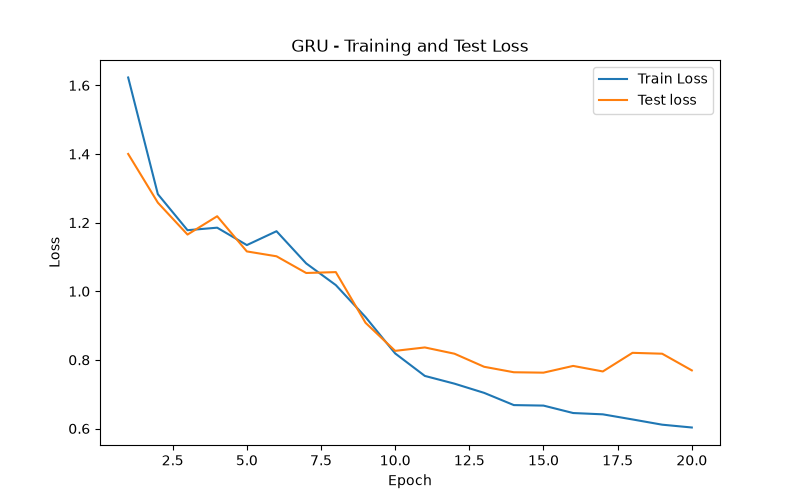 GRU - Training and Test Loss
Train Loss
Test loss
Loss
1.6
1.4
1.2
1.0
0.8
0.6
2.5 5.0 7.5 10.0 12.5 15.0 17.5 20.0
Epoch